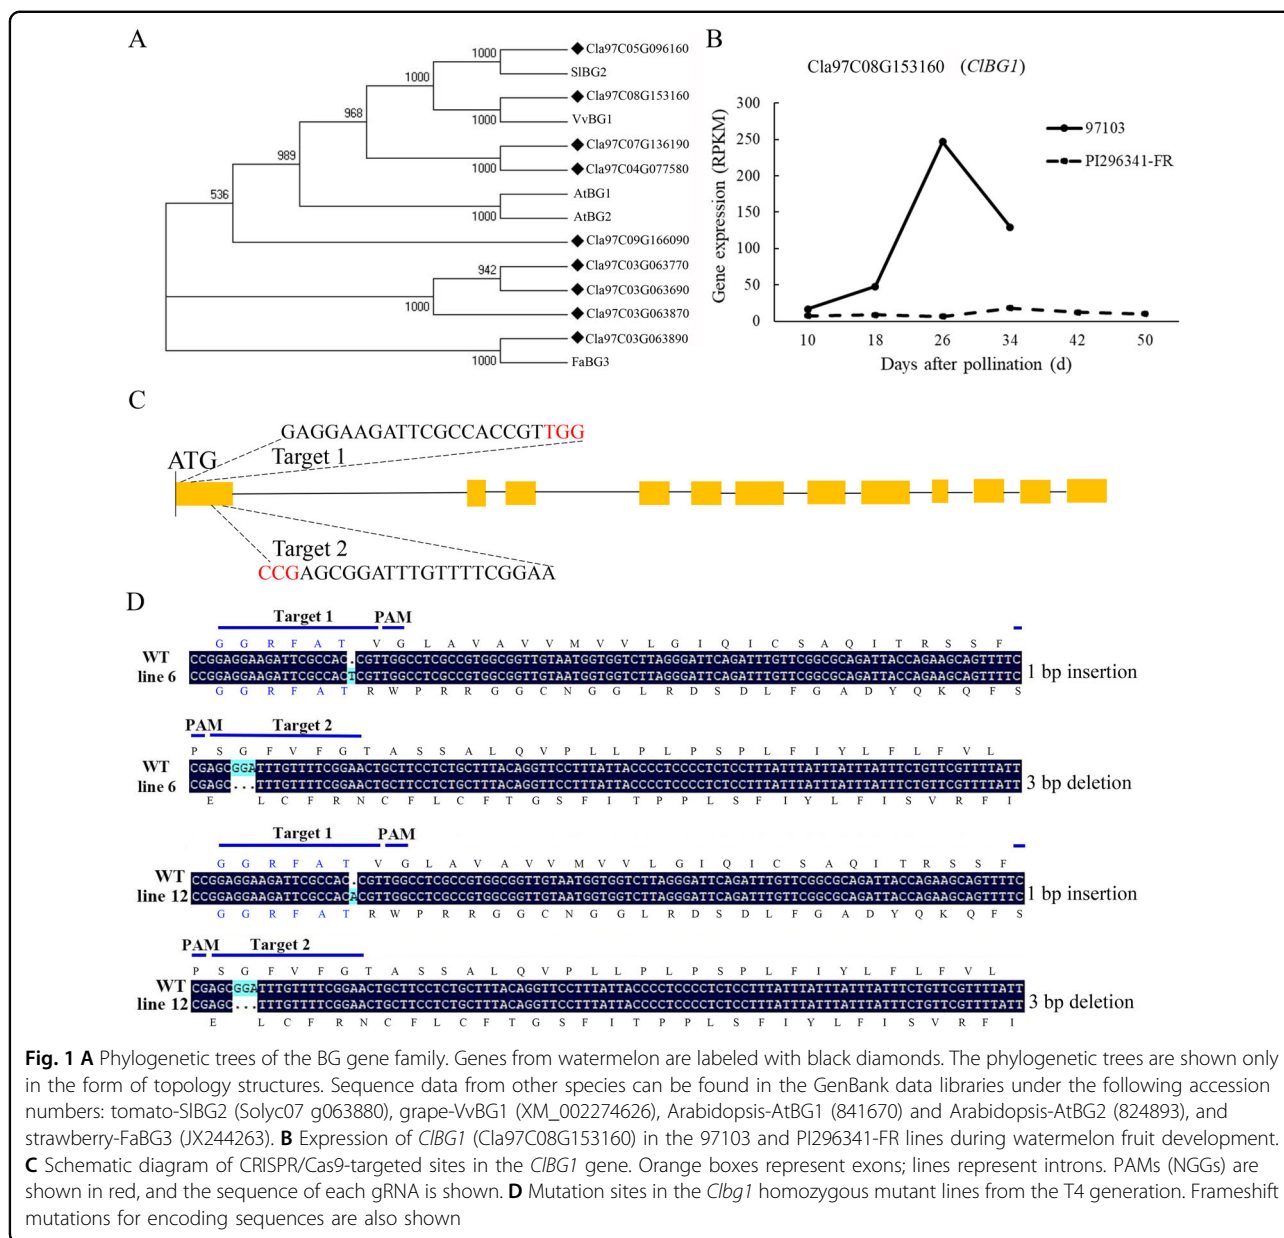 A
1000
Cla97C05G096160
SlBG2
1000
Cla97C08G153160
1000
VvBG1
968
Cla97C07G136190
1000
Cla97C04G077580
989
AtBG1
1000
AtBG2
536
Cla97C09G166090
942
Cla97C03G063770
Cla97C03G063690
1000
Cla97C03G063870
Cla97C03G063890
1000
FaBG3
B
Cla97C08G153160 (ClBG1)
Gene expression (RPKM)
300
250
200
150
100
50
0
10 18 26 34 42 50
Days after pollination (d)
97103
PI296341-FR
C
GAGGAAGATTCGCCACCGTTGG
Target 1
ATG
Target 2
CCGAGCGGATTTGTTTTCGGAA
D
Target 1 PAM
G G R F A T V G L A V A V V M V V L G I Q I C S A Q I T R S S F
WT CCGGAGGAAGATTCGCCAC.CGTTGGCCTCGCCGTGGCGGTTGTAATGGTGGTCTTAGGGATTCAGATTTGTTCGGCGCAGATTACCAGAAGCAGTTTTC
line 6 CCGGAGGAAGATTCGCCACTCGTTGGCCTCGCCGTGGCGGTTGTAATGGTGGTCTTAGGGATTCAGATTTGTTCGGCGCAGATTACCAGAAGCAGTTTTC
1 bp insertion
G G R F A T R W P R R G G C N G G L R D S D L F G A D Y Q K Q F S
PAM Target 2
P S G F V F G T A S S A L Q V P L L P L P S P L F I Y L F L F V L
WT CGAGCGGATTTGTTTTCGGAACTGCTTCCTCTGCTTTACAGGTTCCTTTATTACCCCTCCCCTCTCCTTTATTTATTTATTTATTTCTGTTCGTTTTATT
line 6 CGAGC...TTTGTTTTCGGAACTGCTTCCTCTGCTTTACAGGTTCCTTTATTACCCCTCCCCTCTCCTTTATTTATTTATTTATTTCTGTTCGTTTTATT
3 bp deletion
E L C F R N C F L C F T G S F I T P P L S F I Y L F I S V R F I
Target 1 PAM
G G R F A T V G L A V A V V M V V L G I Q I C S A Q I T R S S F
WT CCGGAGGAAGATTCGCCAC.CGTTGGCCTCGCCGTGGCGGTTGTAATGGTGGTCTTAGGGATTCAGATTTGTTCGGCGCAGATTACCAGAAGCAGTTTTC
line 12 CCGGAGGAAGATTCGCCACACGTTGGCCTCGCCGTGGCGGTTGTAATGGTGGTCTTAGGGATTCAGATTTGTTCGGCGCAGATTACCAGAAGCAGTTTTC
1 bp insertion
G G R F A T R W P R R G G C N G G L R D S D L F G A D Y Q K Q F S
PAM Target 2
P S G F V F G T A S S A L Q V P L L P L P S P L F I Y L F L F V L
WT CGAGCGGATTTGTTTTCGGAACTGCTTCCTCTGCTTTACAGGTTCCTTTATTACCCCTCCCCTCTCCTTTATTTATTTATTTATTTCTGTTCGTTTTATT
line 12 CGAGC...TTTGTTTTCGGAACTGCTTCCTCTGCTTTACAGGTTCCTTTATTACCCCTCCCCTCTCCTTTATTTATTTATTTATTTCTGTTCGTTTTATT
3 bp deletion
E L C F R N C F L C F T G S F I T P P L S F I Y L F I S V R F I
Fig. 1 A Phylogenetic trees of the BG gene family. Genes from watermelon are labeled with black diamonds. The phylogenetic trees are shown only
in the form of topology structures. Sequence data from other species can be found in the GenBank data libraries under the following accession
numbers: tomato-SlBG2 (Solyc07 g063880), grape-VvBG1 (XM_002274626), Arabidopsis-AtBG1 (841670) and Arabidopsis-AtBG2 (824893), and
strawberry-FaBG3 (JX244263). B Expression of ClBG1 (Cla97C08G153160) in the 97103 and PI296341-FR lines during watermelon fruit development.
C Schematic diagram of CRISPR/Cas9-targeted sites in the ClBG1 gene. Orange boxes represent exons; lines represent introns. PAMs (NGGs) are
shown in red, and the sequence of each gRNA is shown. D Mutation sites in the Clbg1 homozygous mutant lines from the T4 generation. Frameshift
mutations for encoding sequences are also shown